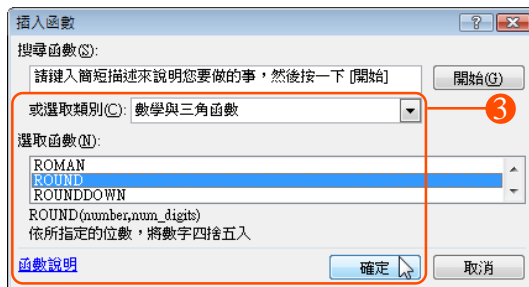 插入函數
搜尋函數(S):
請鍵入簡短描述來說明您要做的事，然後按一下 [開始]
開始(G)
或選取類別(C): 數學與三角函數
3
選取函數(N):
ROMAN
ROUND
ROUNDDOWN
ROUND(number,num_digits)
依所指定的位數，將數字四捨五入
函數說明
確定
取消